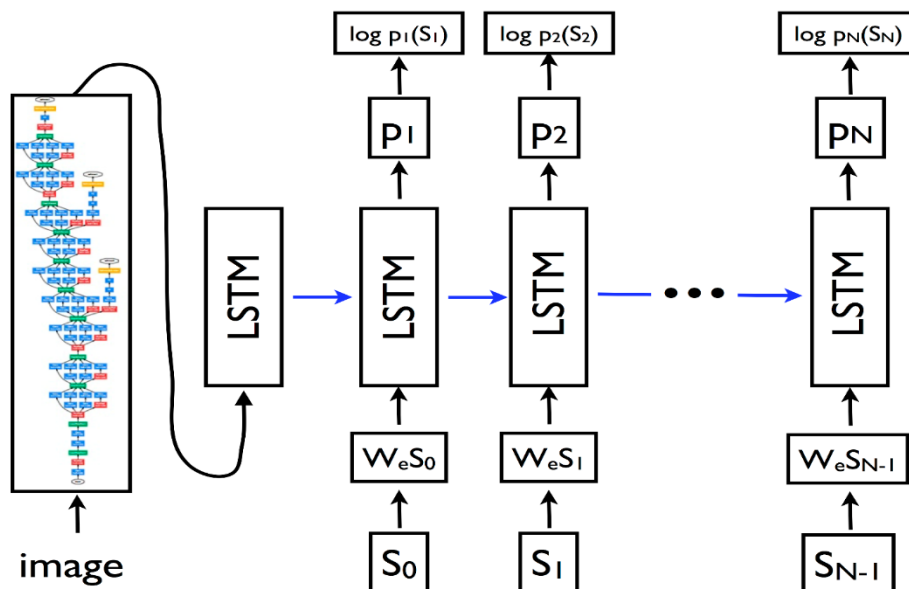 log p₁(S₁) log p₂(S₂) log pN(SN)
p₁ p₂ pN
LSTM LSTM LSTM LSTM
WeS₀ WeS₁ WeSN-1
image S₀ S₁ SN-1